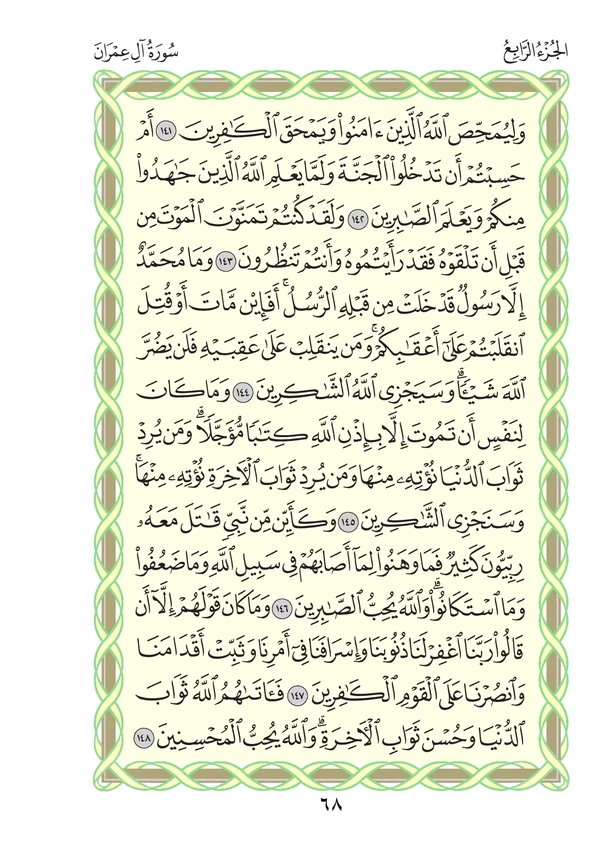 الجُزْءُ الرَّابِعُ
سُورَةُ آلِ عِمْرَانَ
وَلِيُمَحِّصَ ٱللَّهُ ٱلَّذِينَ ءَامَنُوا۟ وَيَمْحَقَ ٱلْكَـٰفِرِينَ ١٤١ أَمْ
حَسِبْتُمْ أَن تَدْخُلُوا۟ ٱلْجَنَّةَ وَلَمَّا يَعْلَمِ ٱللَّهُ ٱلَّذِينَ جَـٰهَدُوا۟
مِنكُمْ وَيَعْلَمَ ٱلصَّـٰبِرِينَ ١٤٢ وَلَقَدْ كُنتُمْ تَمَنَّوْنَ ٱلْمَوْتَ مِن
قَبْلِ أَن تَلْقَوْهُ فَقَدْ رَأَيْتُمُوهُ وَأَنتُمْ تَنظُرُونَ ١٤٣ وَمَا مُحَمَّدٌ
إِلَّا رَسُولٌ قَدْ خَلَتْ مِن قَبْلِهِ ٱلرُّسُلُ ۚ أَفَإِي۟ن مَّاتَ أَوْ قُتِلَ
ٱنقَلَبْتُمْ عَلَىٰٓ أَعْقَـٰبِكُمْ ۚ وَمَن يَنقَلِبْ عَلَىٰ عَقِبَيْهِ فَلَن يَضُرَّ
ٱللَّهَ شَيْـًٔا ۗ وَسَيَجْزِى ٱللَّهُ ٱلشَّـٰكِرِينَ ١٤٤ وَمَا كَانَ
لِنَفْسٍ أَن تَمُوتَ إِلَّا بِإِذْنِ ٱللَّهِ كِتَـٰبًا مُّؤَجَّلًا ۗ وَمَن يُرِدْ
ثَوَابَ ٱلدُّنْيَا نُؤْتِهِۦ مِنْهَا وَمَن يُرِدْ ثَوَابَ ٱلْـَٔاخِرَةِ نُؤْتِهِۦ مِنْهَا ۚ
وَسَنَجْزِى ٱلشَّـٰكِرِينَ ١٤٥ وَكَأَيِّن مِّن نَّبِىٍّ قَـٰتَلَ مَعَهُۥ
رِبِّيُّونَ كَثِيرٌ فَمَا وَهَنُوا۟ لِمَآ أَصَابَهُمْ فِى سَبِيلِ ٱللَّهِ وَمَا ضَعُفُوا۟
وَمَا ٱسْتَكَانُوا۟ ۗ وَٱللَّهُ يُحِبُّ ٱلصَّـٰبِرِينَ ١٤٦ وَمَا كَانَ قَوْلَهُمْ إِلَّآ أَن
قَالُوا۟ رَبَّنَا ٱغْفِرْ لَنَا ذُنُوبَنَا وَإِسْرَافَنَا فِىٓ أَمْرِنَا وَثَبِّتْ أَقْدَامَنَا
وَٱنصُرْنَا عَلَى ٱلْقَوْمِ ٱلْكَـٰفِرِينَ ١٤٧ فَـَٔاتَىٰهُمُ ٱللَّهُ ثَوَابَ
ٱلدُّنْيَا وَحُسْنَ ثَوَابِ ٱلْـَٔاخِرَةِ ۗ وَٱللَّهُ يُحِبُّ ٱلْمُحْسِنِينَ ١٤٨
٦٨